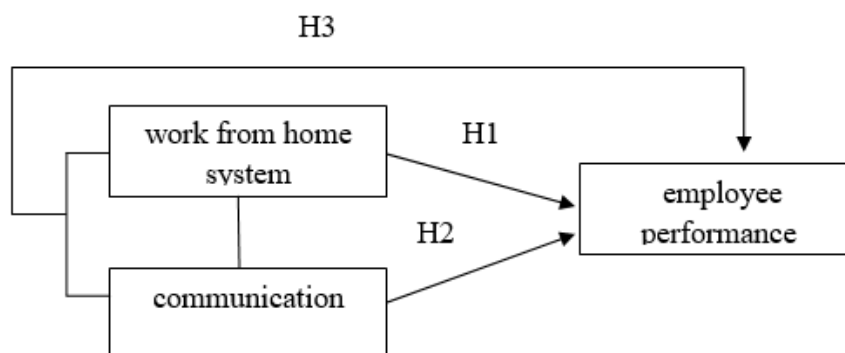 H3
work from home
system
H1
employee
performance
H2
communication